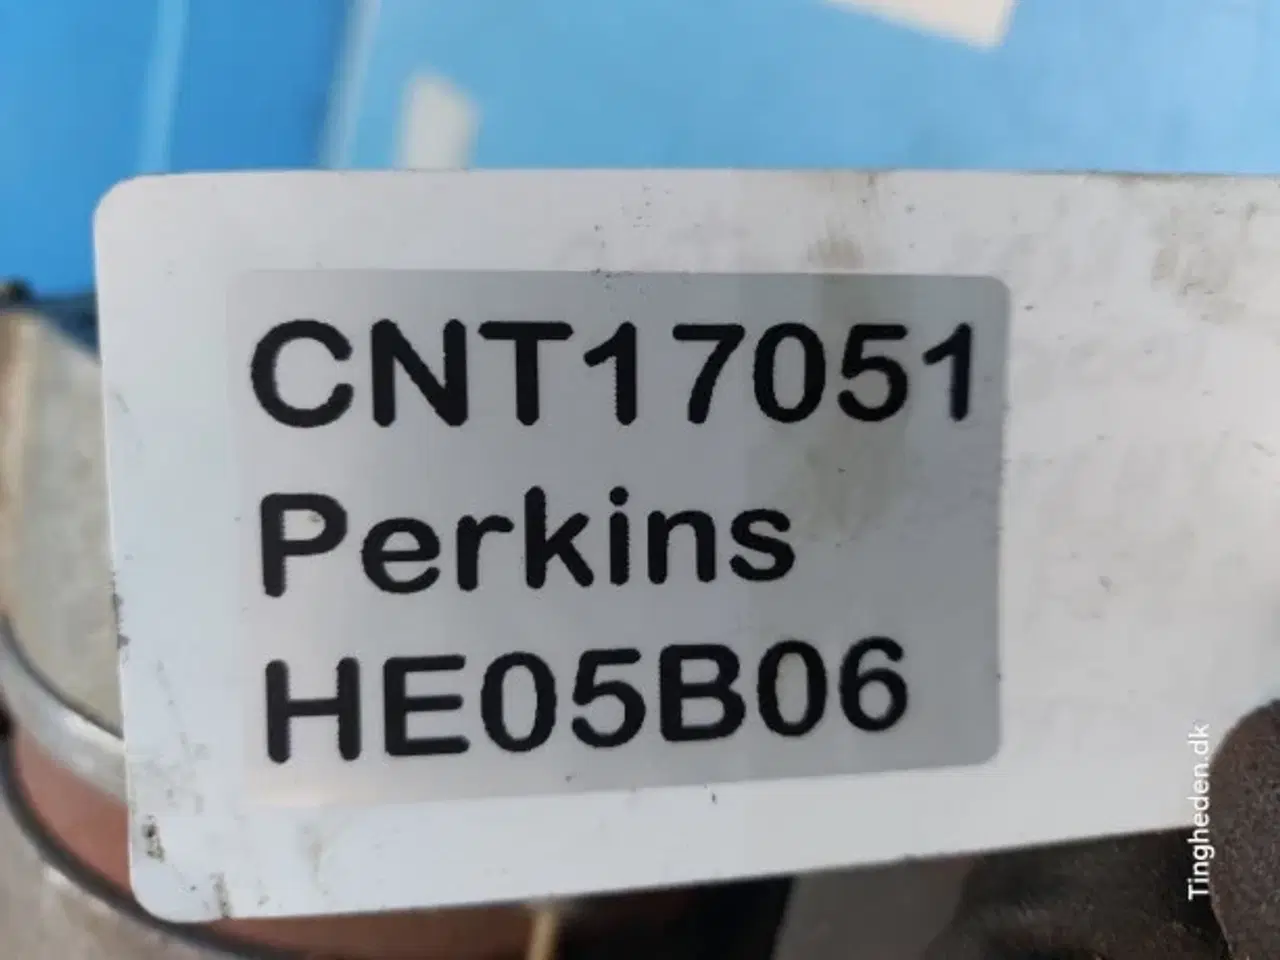 CNT17051
Perkins
HE05B06
Tingheden.dk